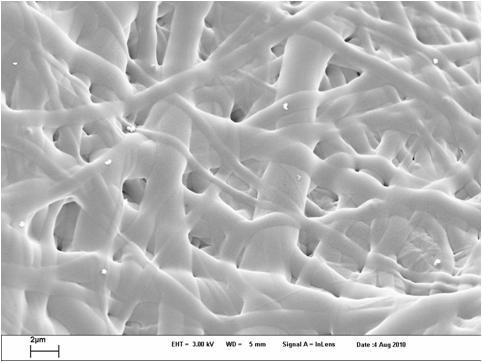 2µm
EHT = 3.00 kV WD = 5 mm Signal A = InLens Date :4 Aug 2010